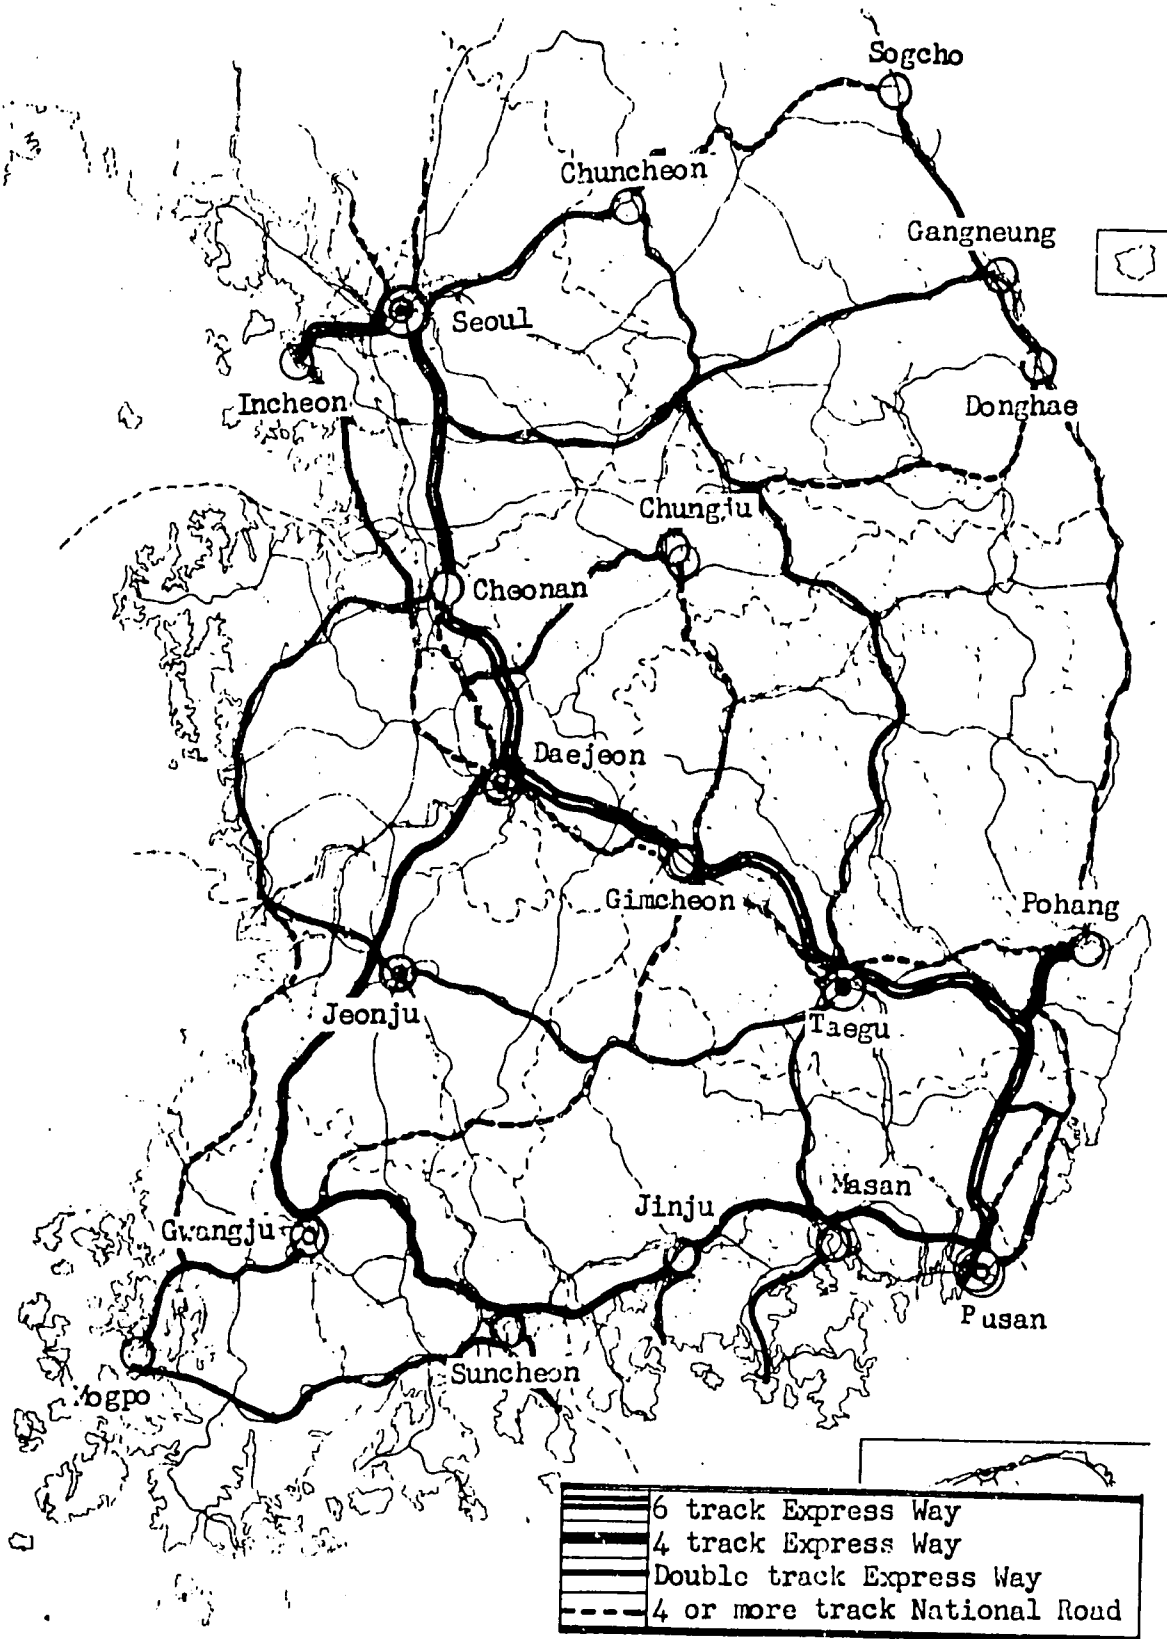 Sogcho
Chuncheon
Gangneung
Seoul
Incheon
Donghae
Chungju
Cheonan
Daejeon
Gimcheon
Pohang
Jeonju
Taegu
Masan
Jinju
Gwangju
Pusan
Suncheon
Mogpo
6 track Express Way
4 track Express Way
Double track Express Way
4 or more track National Road